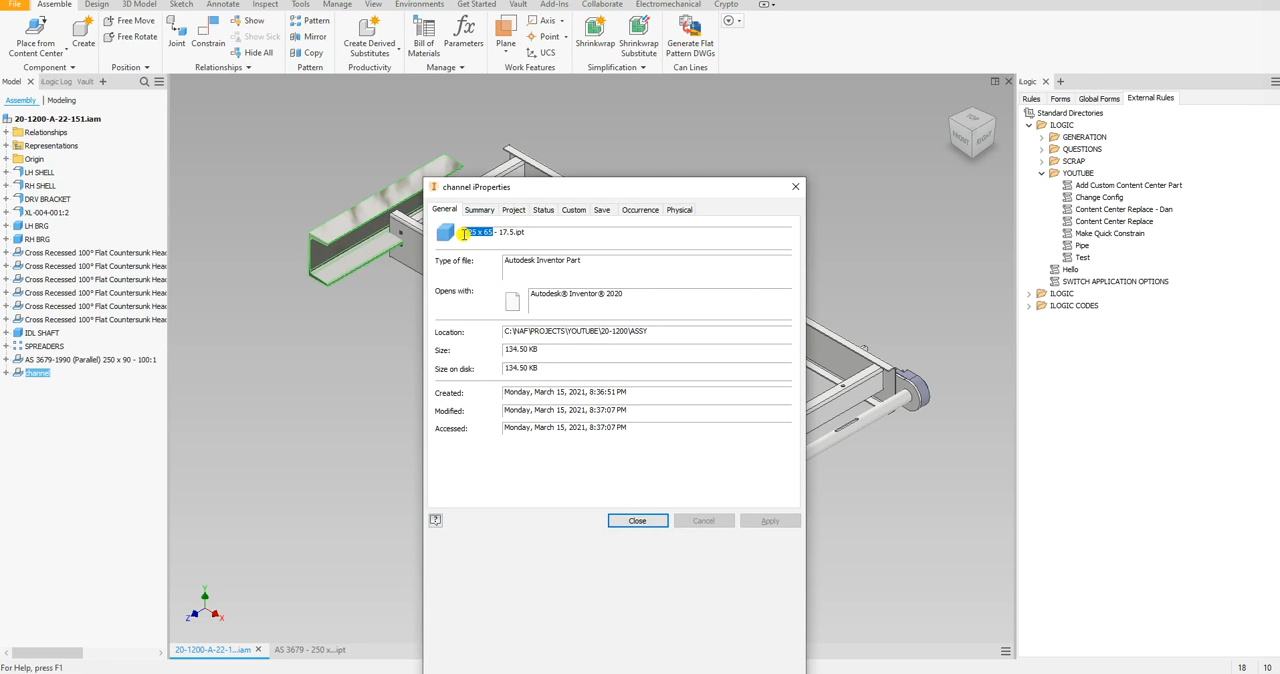 File Assemble Design 3D Model Sketch Annotate Inspect Tools Manage View Environments Get Started Vault Add-Ins Collaborate Electromechanical Crypto
Place from Content Center
Create
Free Move
Free Rotate
Joint
Constrain
Show
Show Sick
Hide All
Pattern
Mirror
Copy
Create Derived Substitutes
Bill of Materials
Parameters
Plane
Axis
Point
UCS
Shrinkwrap
Shrinkwrap Substitute
Generate Flat Pattern DWGs
Component Position Relationships Pattern Productivity Manage Work Features Simplification Can Lines
Model iLogic Log Vault
Assembly | Modeling
20-1200-A-22-151.iam
Relationships
Representations
Origin
LH SHELL
RH SHELL
DRV BRACKET
XL-004-001:2
LH BRG
RH BRG
Cross Recessed 100° Flat Countersunk Head
Cross Recessed 100° Flat Countersunk Head
Cross Recessed 100° Flat Countersunk Head
Cross Recessed 100° Flat Countersunk Head
Cross Recessed 100° Flat Countersunk Head
Cross Recessed 100° Flat Countersunk Head
IDL SHAFT
SPREADERS
AS 3679-1990 (Parallel) 250 x 90 - 100:1
channel
TOP
FRONT
RIGHT
Y
Z
X
channel iProperties
General Summary Project Status Custom Save Occurrence Physical
x 65 - 17.5.ipt
Type of file: Autodesk Inventor Part
Opens with: Autodesk® Inventor® 2020
Location: C:\NAF\PROJECTS\YOUTUBE\20-1200\ASSY
Size: 134.50 KB
Size on disk: 134.50 KB
Created: Monday, March 15, 2021, 8:36:51 PM
Modified: Monday, March 15, 2021, 8:37:07 PM
Accessed: Monday, March 15, 2021, 8:37:07 PM
Close Cancel Apply
iLogic
Rules Forms Global Forms External Rules
Standard Directories
ILOGIC
GENERATION
QUESTIONS
SCRAP
YOUTUBE
Add Custom Content Center Part
Change Config
Content Center Replace - Dan
Content Center Replace
Make Quick Constrain
Pipe
Test
Hello
SWITCH APPLICATION OPTIONS
ILOGIC
ILOGIC CODES
20-1200-A-22-1...iam
AS 3679 - 250 x...ipt
For Help, press F1
18 10